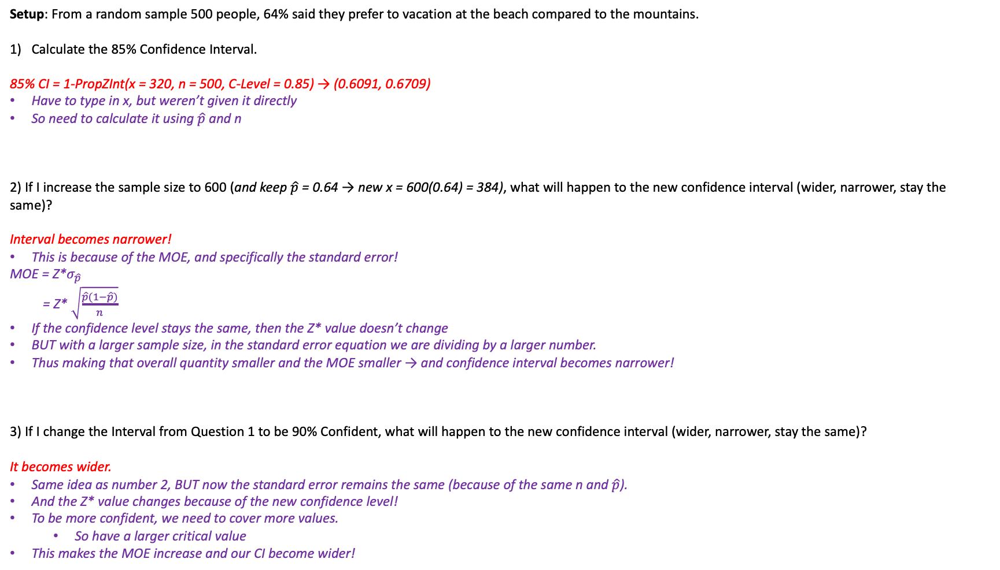 Setup: From a random sample 500 people, 64% said they prefer to vacation at the beach compared to the mountains.
1) Calculate the 85% Confidence Interval.
85% CI = 1-PropZInt(x = 320, n = 500, C-Level = 0.85) → (0.6091, 0.6709)
• Have to type in x, but weren't given it directly
• So need to calculate it using p̂ and n
2) If I increase the sample size to 600 (and keep p̂ = 0.64 → new x = 600(0.64) = 384), what will happen to the new confidence interval (wider, narrower, stay the
same)?
Interval becomes narrower!
• This is because of the MOE, and specifically the standard error!
MOE = Z*σp̂
= Z* √(p̂(1−p̂)/n)
• If the confidence level stays the same, then the Z* value doesn't change
• BUT with a larger sample size, in the standard error equation we are dividing by a larger number.
• Thus making that overall quantity smaller and the MOE smaller → and confidence interval becomes narrower!
3) If I change the Interval from Question 1 to be 90% Confident, what will happen to the new confidence interval (wider, narrower, stay the same)?
It becomes wider.
• Same idea as number 2, BUT now the standard error remains the same (because of the same n and p̂).
• And the Z* value changes because of the new confidence level!
• To be more confident, we need to cover more values.
• So have a larger critical value
• This makes the MOE increase and our CI become wider!